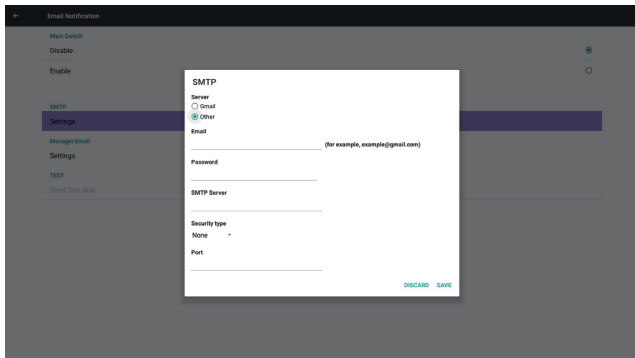 Email Notification
Main Switch
Disable
Enable
SMTP
Settings
Manager Email
Settings
TEST
Send Test Mail
SMTP
Server
Gmail
Other
Email
(for example, example@gmail.com)
Password
SMTP Server
Security type
None
Port
DISCARD SAVE